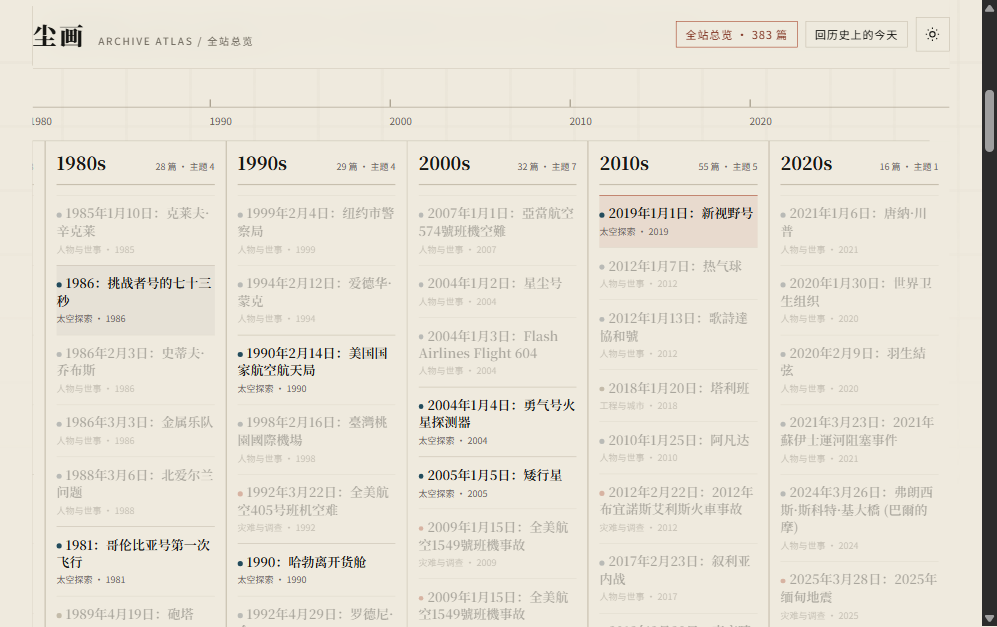 尘画
ARCHIVE ATLAS / 全站总览
全站总览 · 383 篇
回历史上的今天
1980
1990
2000
2010
2020
1980s
28 篇 · 主题 4
1985年1月10日：克莱夫·
辛克莱
人物与世事 · 1985
1986：挑战者号的七十三
秒
太空探索 · 1986
1986年2月3日：史蒂夫·
乔布斯
人物与世事 · 1986
1986年3月3日：金属乐队
人物与世事 · 1986
1988年3月6日：北爱尔兰
问题
人物与世事 · 1988
1981：哥伦比亚号第一次
飞行
太空探索 · 1981
1989年4月19日：砲塔
1990s
29 篇 · 主题 4
1999年2月4日：纽约市警
察局
人物与世事 · 1999
1994年2月12日：爱德华·
蒙克
人物与世事 · 1994
1990年2月14日：美国国
家航空航天局
太空探索 · 1990
1998年2月16日：臺灣桃
園國際機場
人物与世事 · 1998
1992年3月22日：全美航
空405号班机空难
灾难与调查 · 1992
1990：哈勃离开货舱
太空探索 · 1990
1992年4月29日：罗德尼·
2000s
32 篇 · 主题 7
2007年1月1日：亞當航空
574號班機空難
人物与世事 · 2007
2004年1月2日：星尘号
人物与世事 · 2004
2004年1月3日：Flash
Airlines Flight 604
人物与世事 · 2004
2004年1月4日：勇气号火
星探测器
太空探索 · 2004
2005年1月5日：矮行星
太空探索 · 2005
2009年1月15日：全美航
空1549號班機事故
灾难与调查 · 2009
2009年1月15日：全美航
空1549號班機事故
2010s
55 篇 · 主题 5
2019年1月1日：新视野号
太空探索 · 2019
2012年1月7日：热气球
人物与世事 · 2012
2012年1月13日：歌詩達
協和號
人物与世事 · 2012
2018年1月20日：塔利班
工程与城市 · 2018
2010年1月25日：阿凡达
人物与世事 · 2010
2012年2月22日：2012年
布宜諾斯艾利斯火車事故
灾难与调查 · 2012
2017年2月23日：叙利亚
内战
人物与世事 · 2017
2020s
16 篇 · 主题 1
2021年1月6日：唐納·川
普
人物与世事 · 2021
2020年1月30日：世界卫
生组织
人物与世事 · 2020
2020年2月9日：羽生結
弦
人物与世事 · 2020
2021年3月23日：2021年
蘇伊士運河阻塞事件
人物与世事 · 2021
2024年3月26日：弗朗西
斯·斯科特·基大橋 (巴爾的
摩)
人物与世事 · 2024
2025年3月28日：2025年
缅甸地震
灾难与调查 · 2025